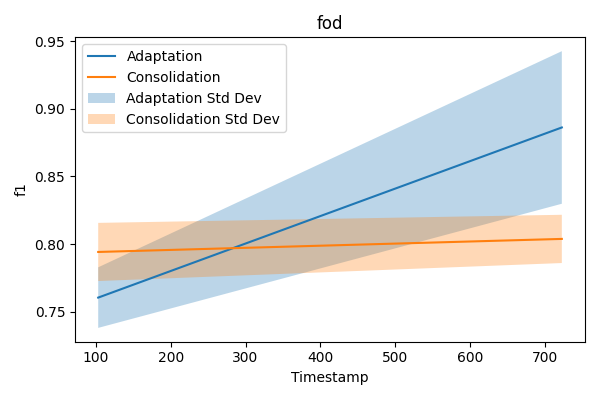 fod
Adaptation
Consolidation
Adaptation Std Dev
Consolidation Std Dev
f1
0.95
0.90
0.85
0.80
0.75
100 200 300 400 500 600 700
Timestamp